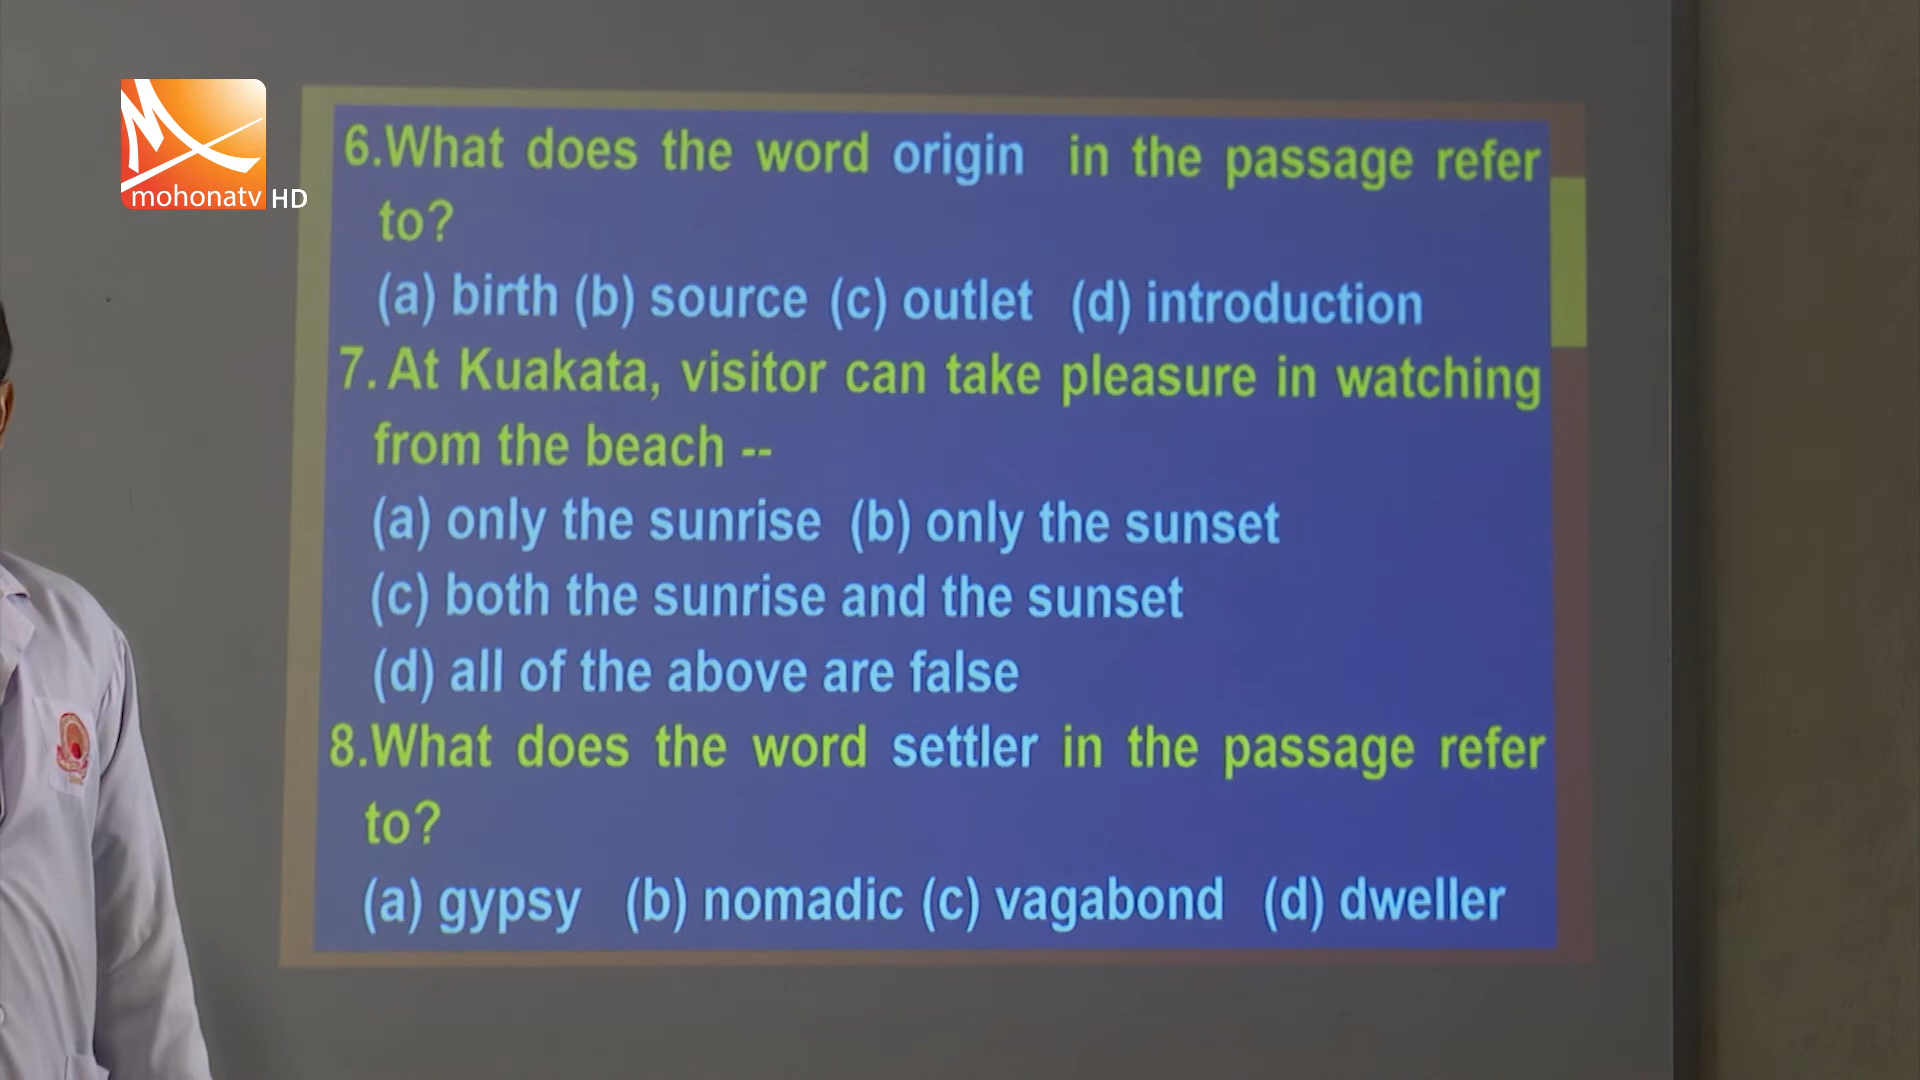 mohonatv HD
6.What does the word origin in the passage refer
to?
(a) birth (b) source (c) outlet (d) introduction
7. At Kuakata, visitor can take pleasure in watching
from the beach --
(a) only the sunrise (b) only the sunset
(c) both the sunrise and the sunset
(d) all of the above are false
8.What does the word settler in the passage refer
to?
(a) gypsy (b) nomadic (c) vagabond (d) dweller